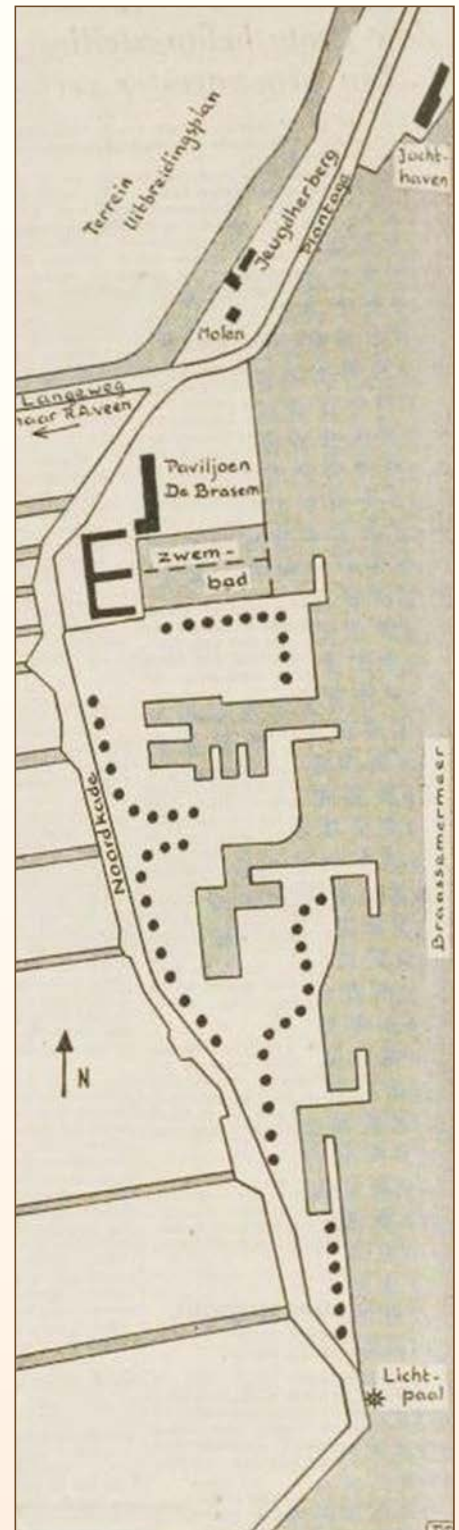 Terrein
Uitbreidingsplan
Jeugdherberg
Plantage
Jacht-
haven
Molen
Langeweg
naar R.A.veen
Paviljoen
De Brasem
zwem-
bad
Noordkade
Braassemermeer
N
Licht-
paal